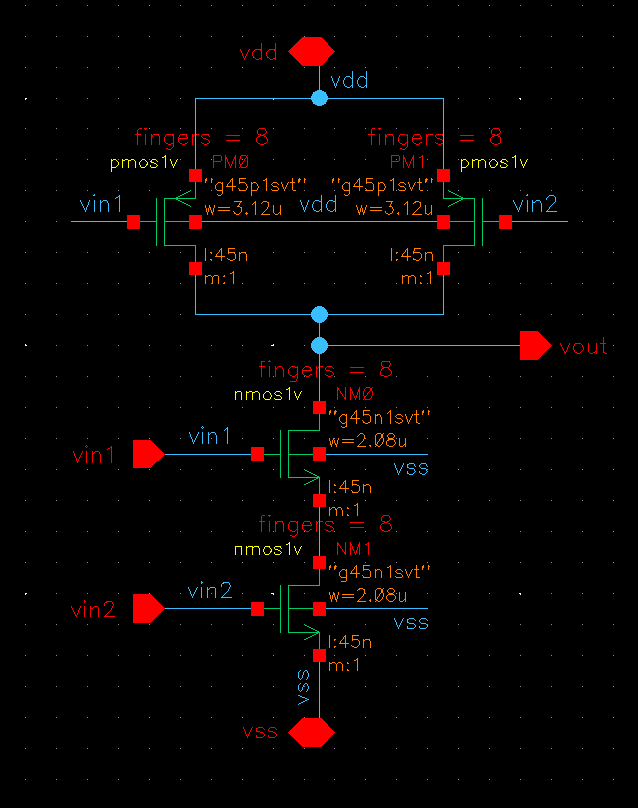 vdd
vdd
fingers = 8 fingers = 8
pmos1v PM0 PM1 pmos1v
"g45p1svt" "g45p1svt"
vin1 w=3.12u vdd w=3.12u vin2
l:45n l:45n
m:1 m:1
vout
fingers = 8
nmos1v NM0
"g45n1svt"
vin1 vin1 w=2.08u
vss
l:45n
m:1
fingers = 8
nmos1v NM1
"g45n1svt"
vin2 vin2 w=2.08u
vss
l:45n
m:1
vss
vss